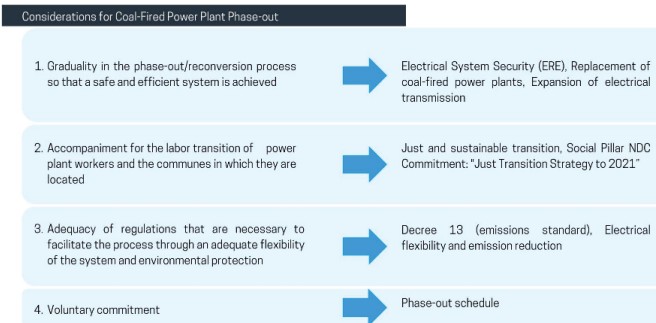 Considerations for Coal-Fired Power Plant Phase-out
1. Graduality in the phase-out/reconversion process
so that a safe and efficient system is achieved
Electrical System Security (ERE), Replacement of
coal-fired power plants, Expansion of electrical
transmission
2. Accompaniment for the labor transition of power
plant workers and the communes in which they are
located
Just and sustainable transition, Social Pillar NDC
Commitment: "Just Transition Strategy to 2021"
3. Adequacy of regulations that are necessary to
facilitate the process through an adequate flexibility
of the system and environmental protection
Decree 13 (emissions standard), Electrical
flexibility and emission reduction
4. Voluntary commitment
Phase-out schedule